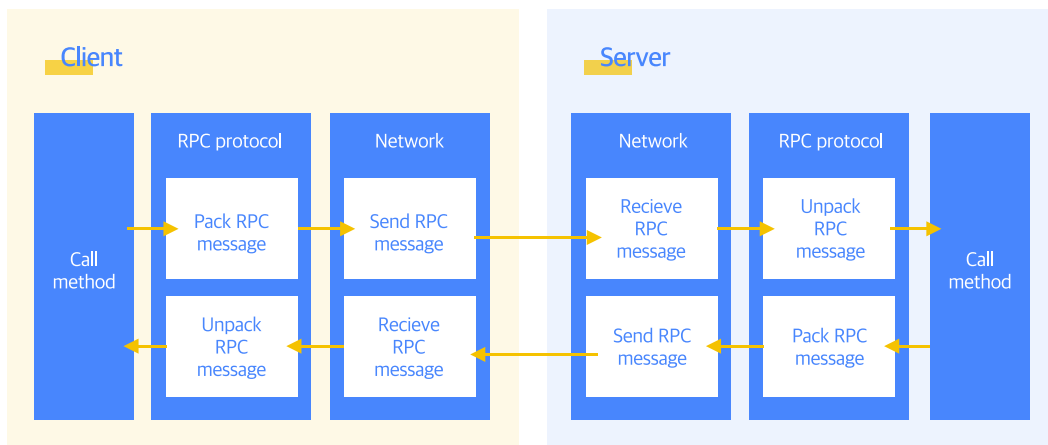 Client
Call
method
RPC protocol
Pack RPC
message
Unpack
RPC
message
Network
Send RPC
message
Recieve
RPC
message
Server
Network
Recieve
RPC
message
Send RPC
message
RPC protocol
Unpack
RPC
message
Pack RPC
message
Call
method